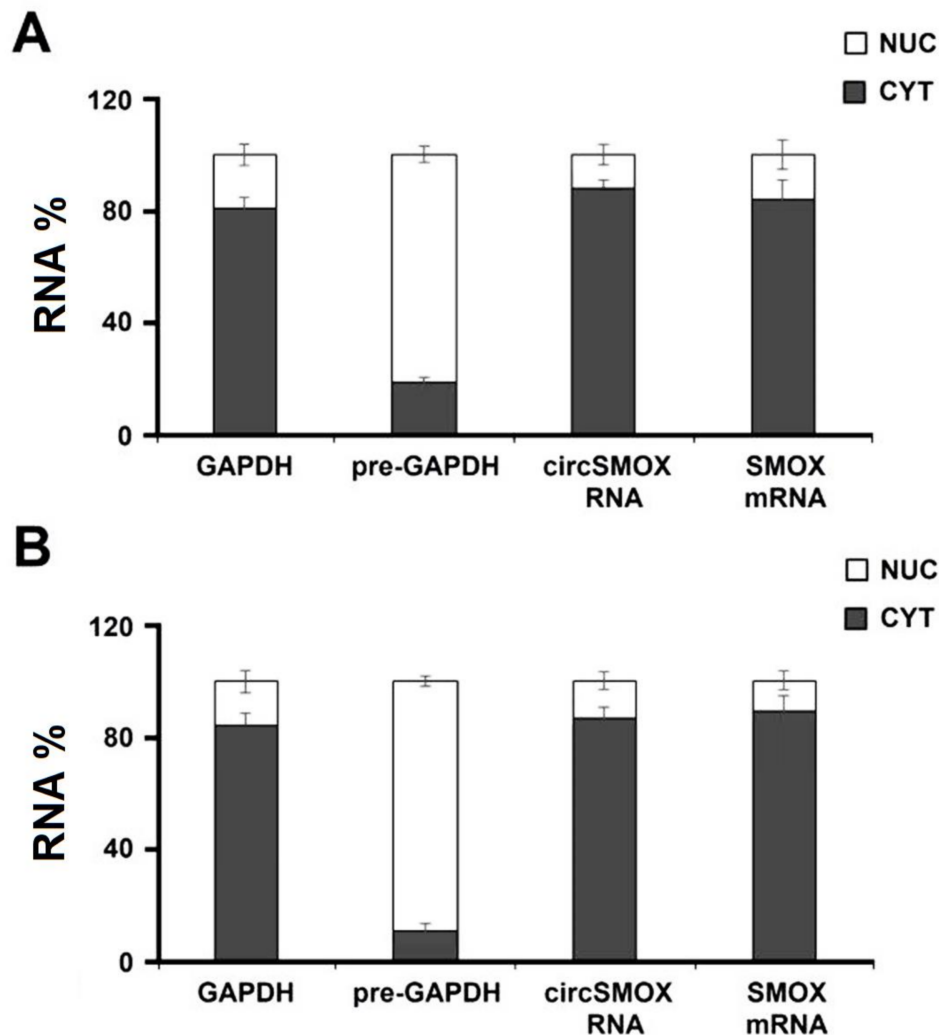 A
NUC
CYT
120
80
40
0
RNA %
GAPDH
pre-GAPDH
circSMOX
RNA
SMOX
mRNA
B
NUC
CYT
120
80
40
0
RNA %
GAPDH
pre-GAPDH
circSMOX
RNA
SMOX
mRNA